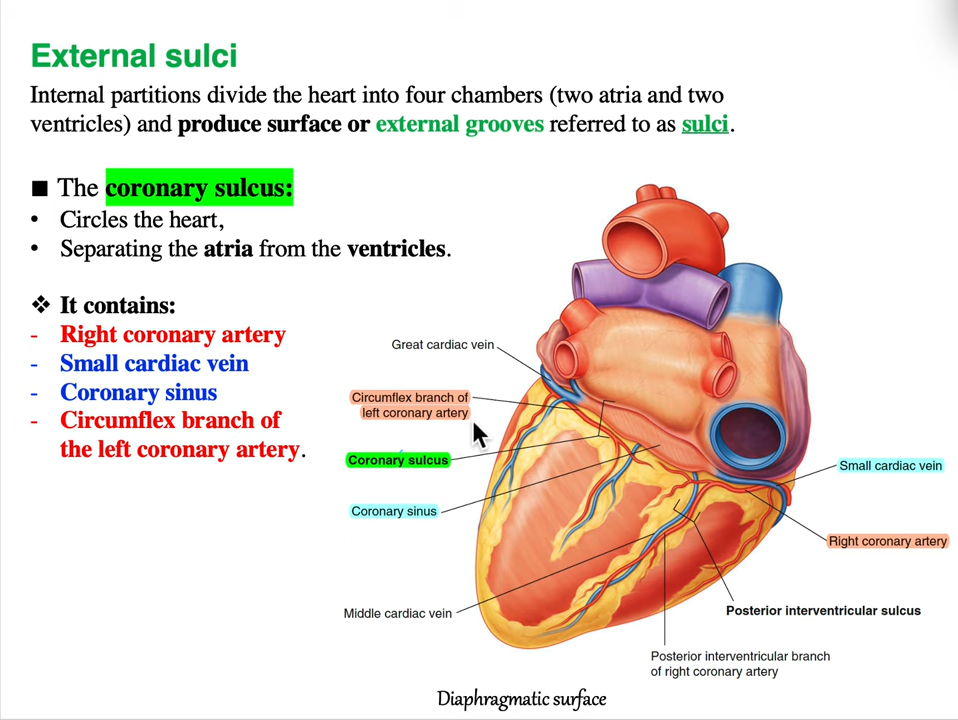 External sulci
Internal partitions divide the heart into four chambers (two atria and two
ventricles) and produce surface or external grooves referred to as sulci.
■ The coronary sulcus:
• Circles the heart,
• Separating the atria from the ventricles.
❖ It contains:
- Right coronary artery
- Small cardiac vein
- Coronary sinus
- Circumflex branch of
the left coronary artery.
Great cardiac vein
Circumflex branch of
left coronary artery
Coronary sulcus
Coronary sinus
Middle cardiac vein
Small cardiac vein
Right coronary artery
Posterior interventricular sulcus
Posterior interventricular branch
of right coronary artery
Diaphragmatic surface